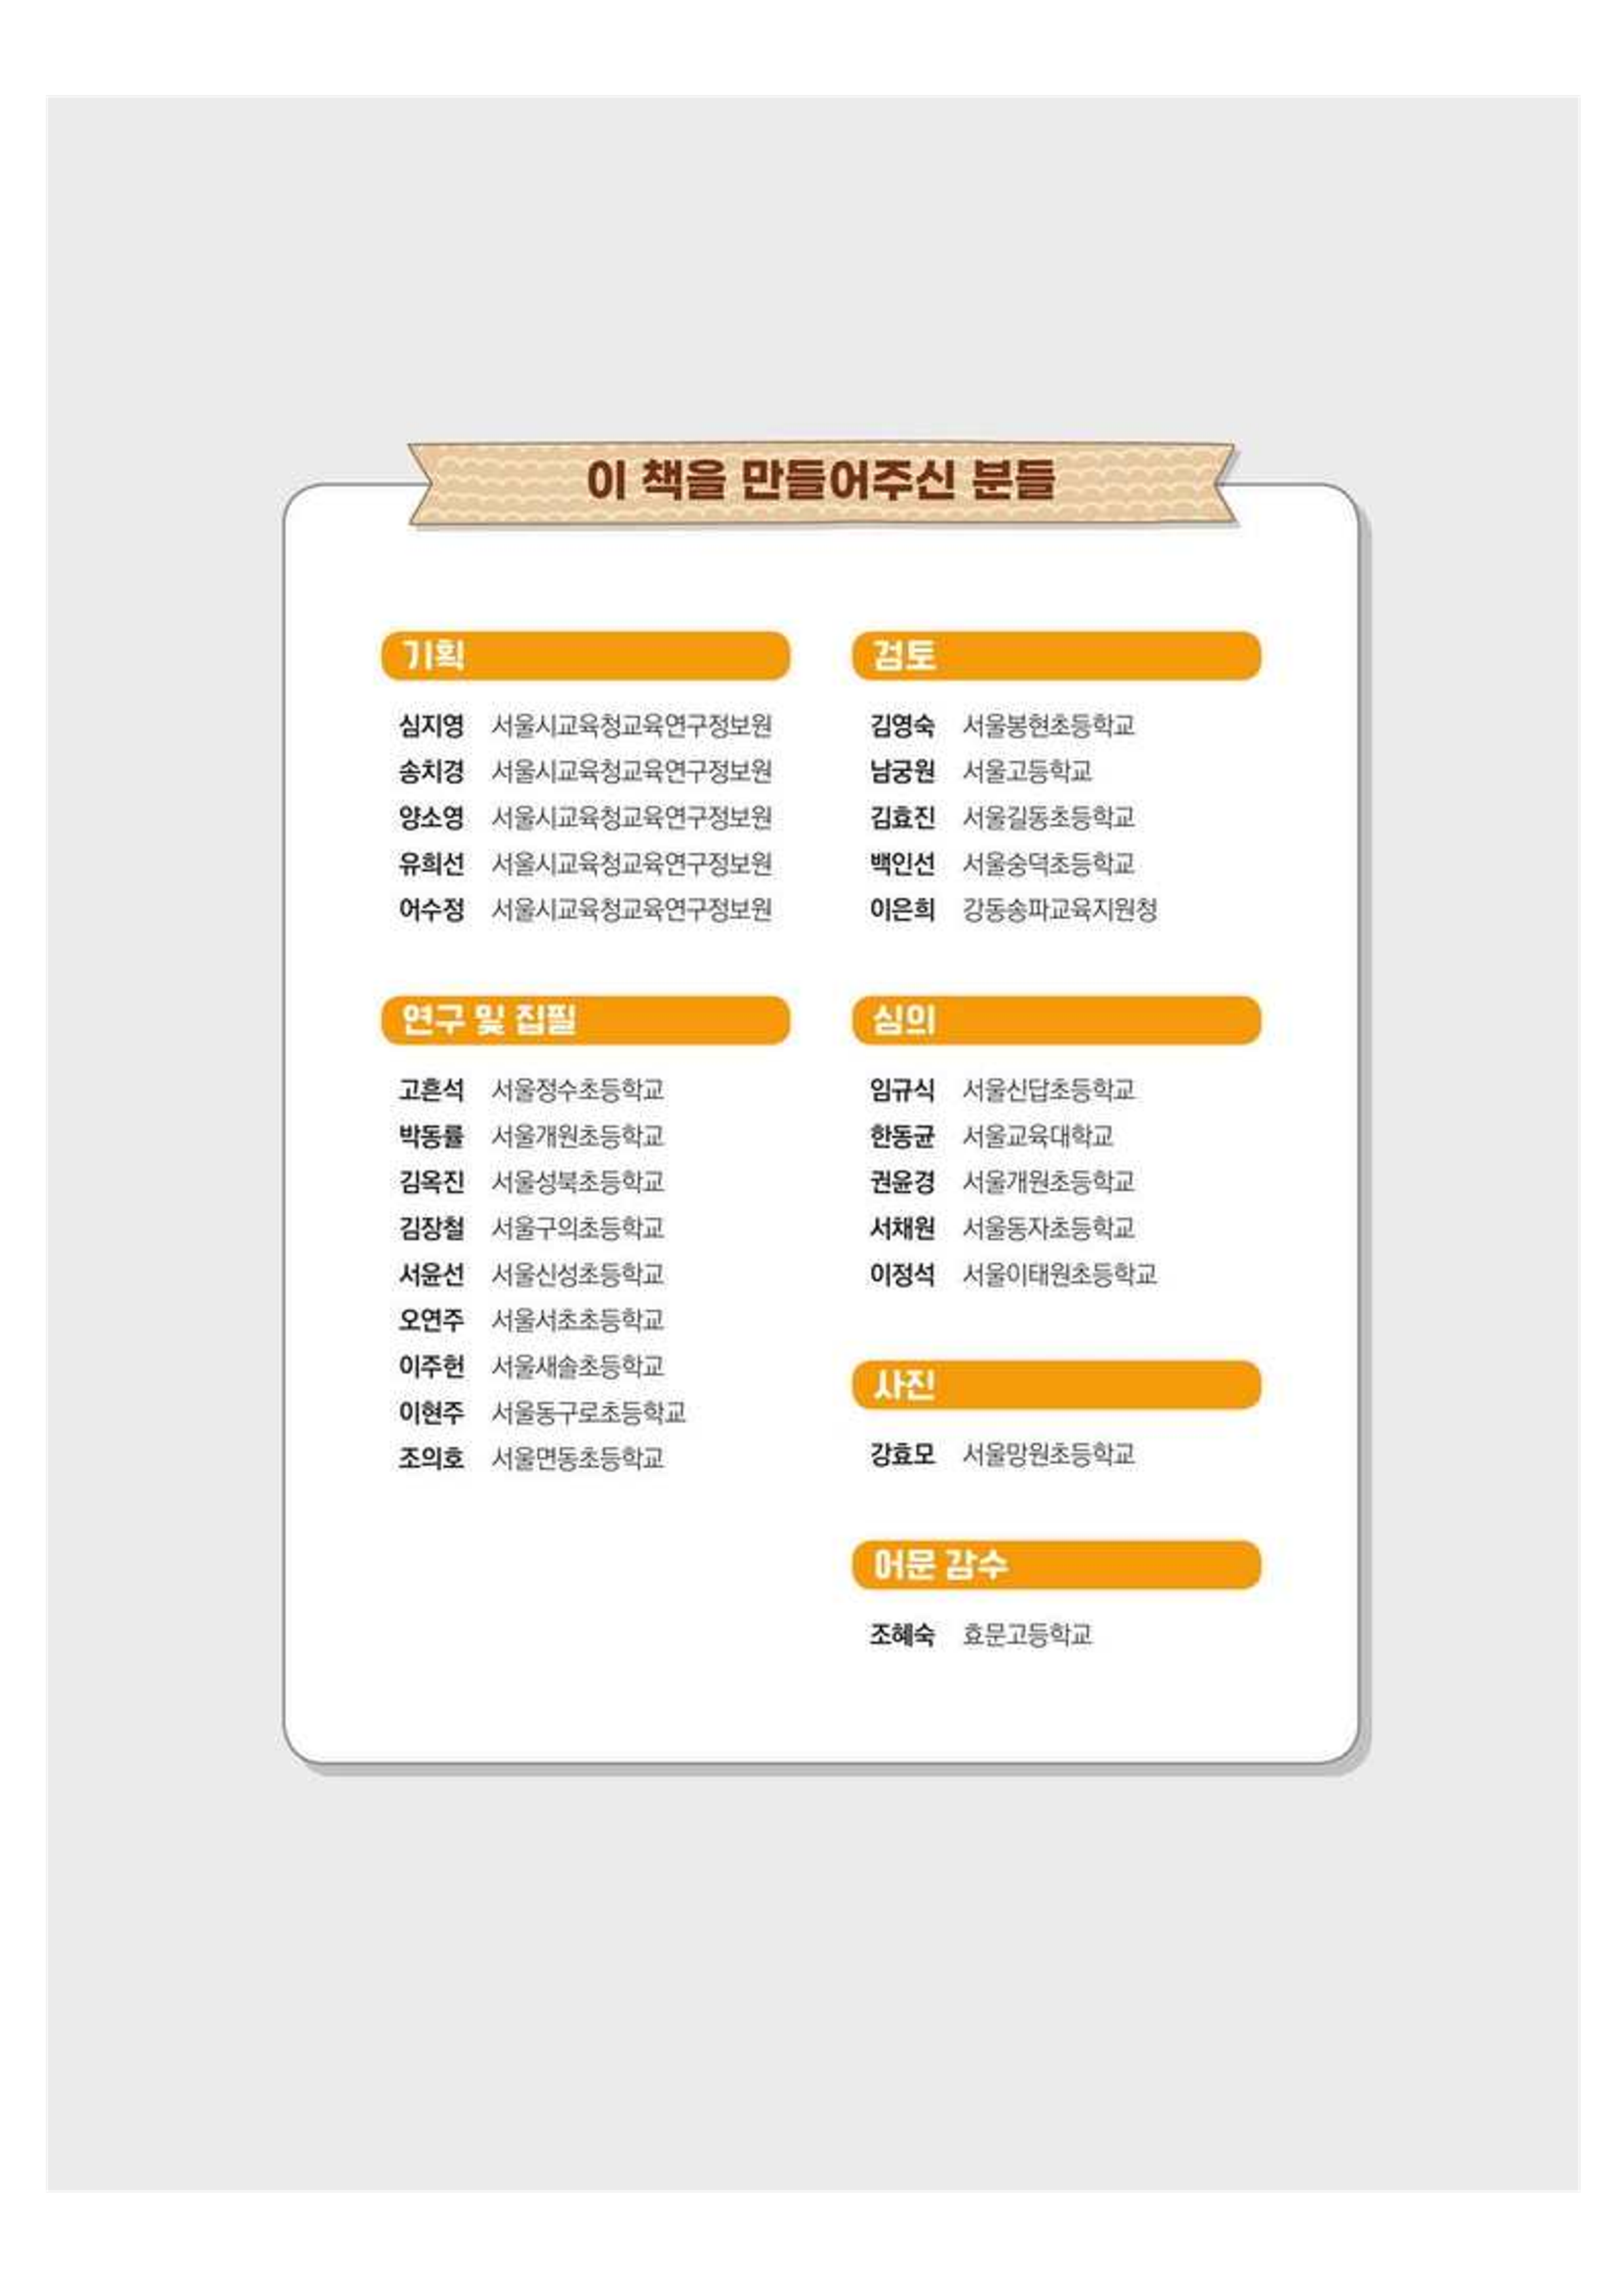 이 책을 만들어주신 분들
기획
심지영 서울시교육청교육연구정보원
송치경 서울시교육청교육연구정보원
양소영 서울시교육청교육연구정보원
유희선 서울시교육청교육연구정보원
어수정 서울시교육청교육연구정보원
연구 및 집필
고흔석 서울정수초등학교
박동률 서울개원초등학교
김옥진 서울성북초등학교
김장철 서울구의초등학교
서윤선 서울신성초등학교
오연주 서울서초초등학교
이주헌 서울새솔초등학교
이현주 서울동구로초등학교
조의호 서울면동초등학교
검토
김영숙 서울봉현초등학교
남궁원 서울고등학교
김효진 서울길동초등학교
백인선 서울숭덕초등학교
이은희 강동송파교육지원청
심의
임규식 서울신답초등학교
한동균 서울교육대학교
권윤경 서울개원초등학교
서채원 서울동자초등학교
이정석 서울이태원초등학교
사진
강효모 서울망원초등학교
어문 감수
조혜숙 효문고등학교